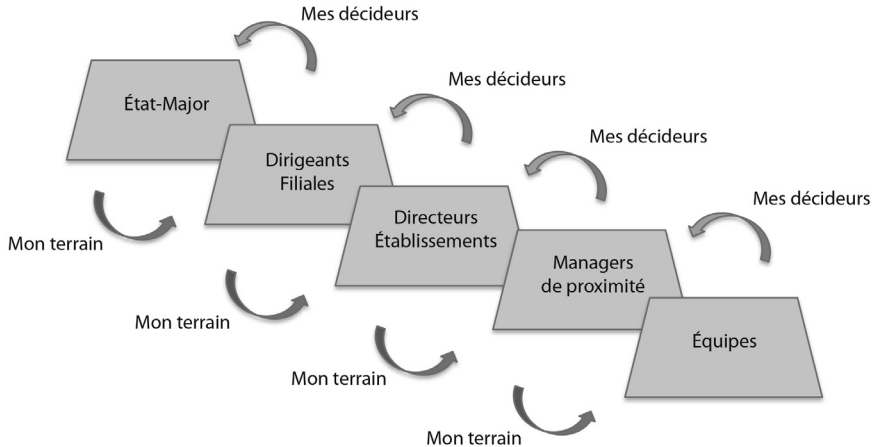 Mes décideurs
État-Major
Mes décideurs
Dirigeants
Filiales
Mes décideurs
Mon terrain
Directeurs
Établissements
Mes décideurs
Mon terrain
Managers
de proximité
Mon terrain
Équipes
Mon terrain